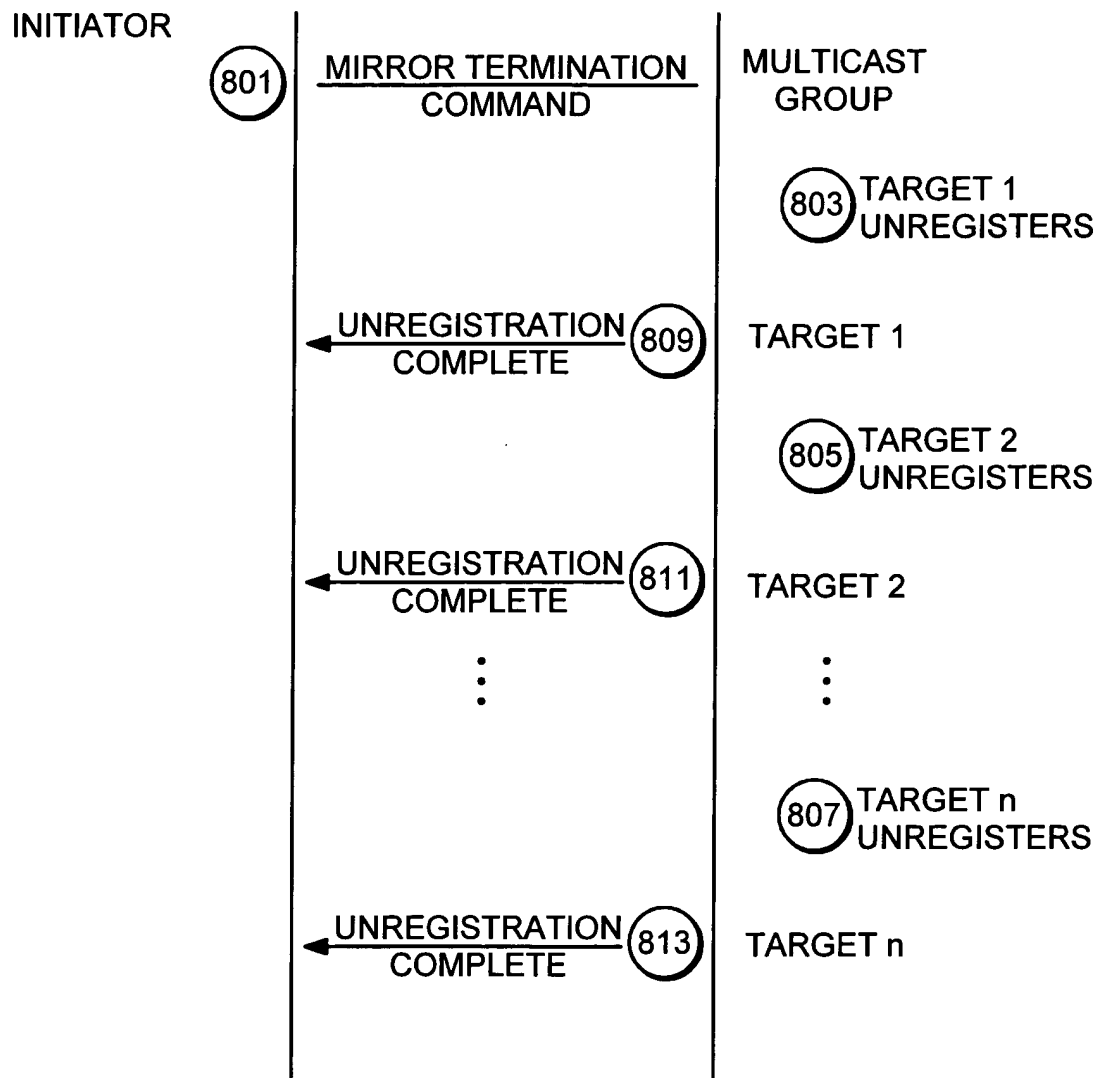 INITIATOR
801
MIRROR TERMINATION
COMMAND
MULTICAST
GROUP
803
TARGET 1
UNREGISTERS
UNREGISTRATION
COMPLETE
809
TARGET 1
805
TARGET 2
UNREGISTERS
UNREGISTRATION
COMPLETE
811
TARGET 2
807
TARGET n
UNREGISTERS
UNREGISTRATION
COMPLETE
813
TARGET n